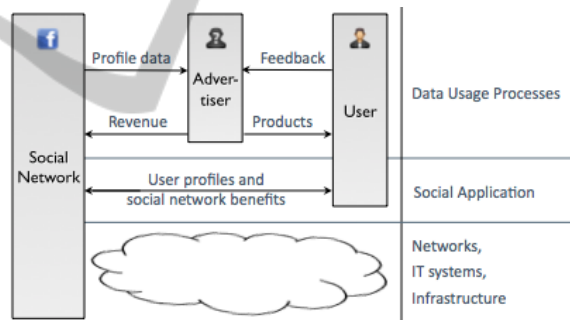 Profile data
Feedback
Adver-
tiser
User
Data Usage Processes
Revenue
Products
Social
Network
User profiles and
social network benefits
Social Application
Networks,
IT systems,
Infrastructure